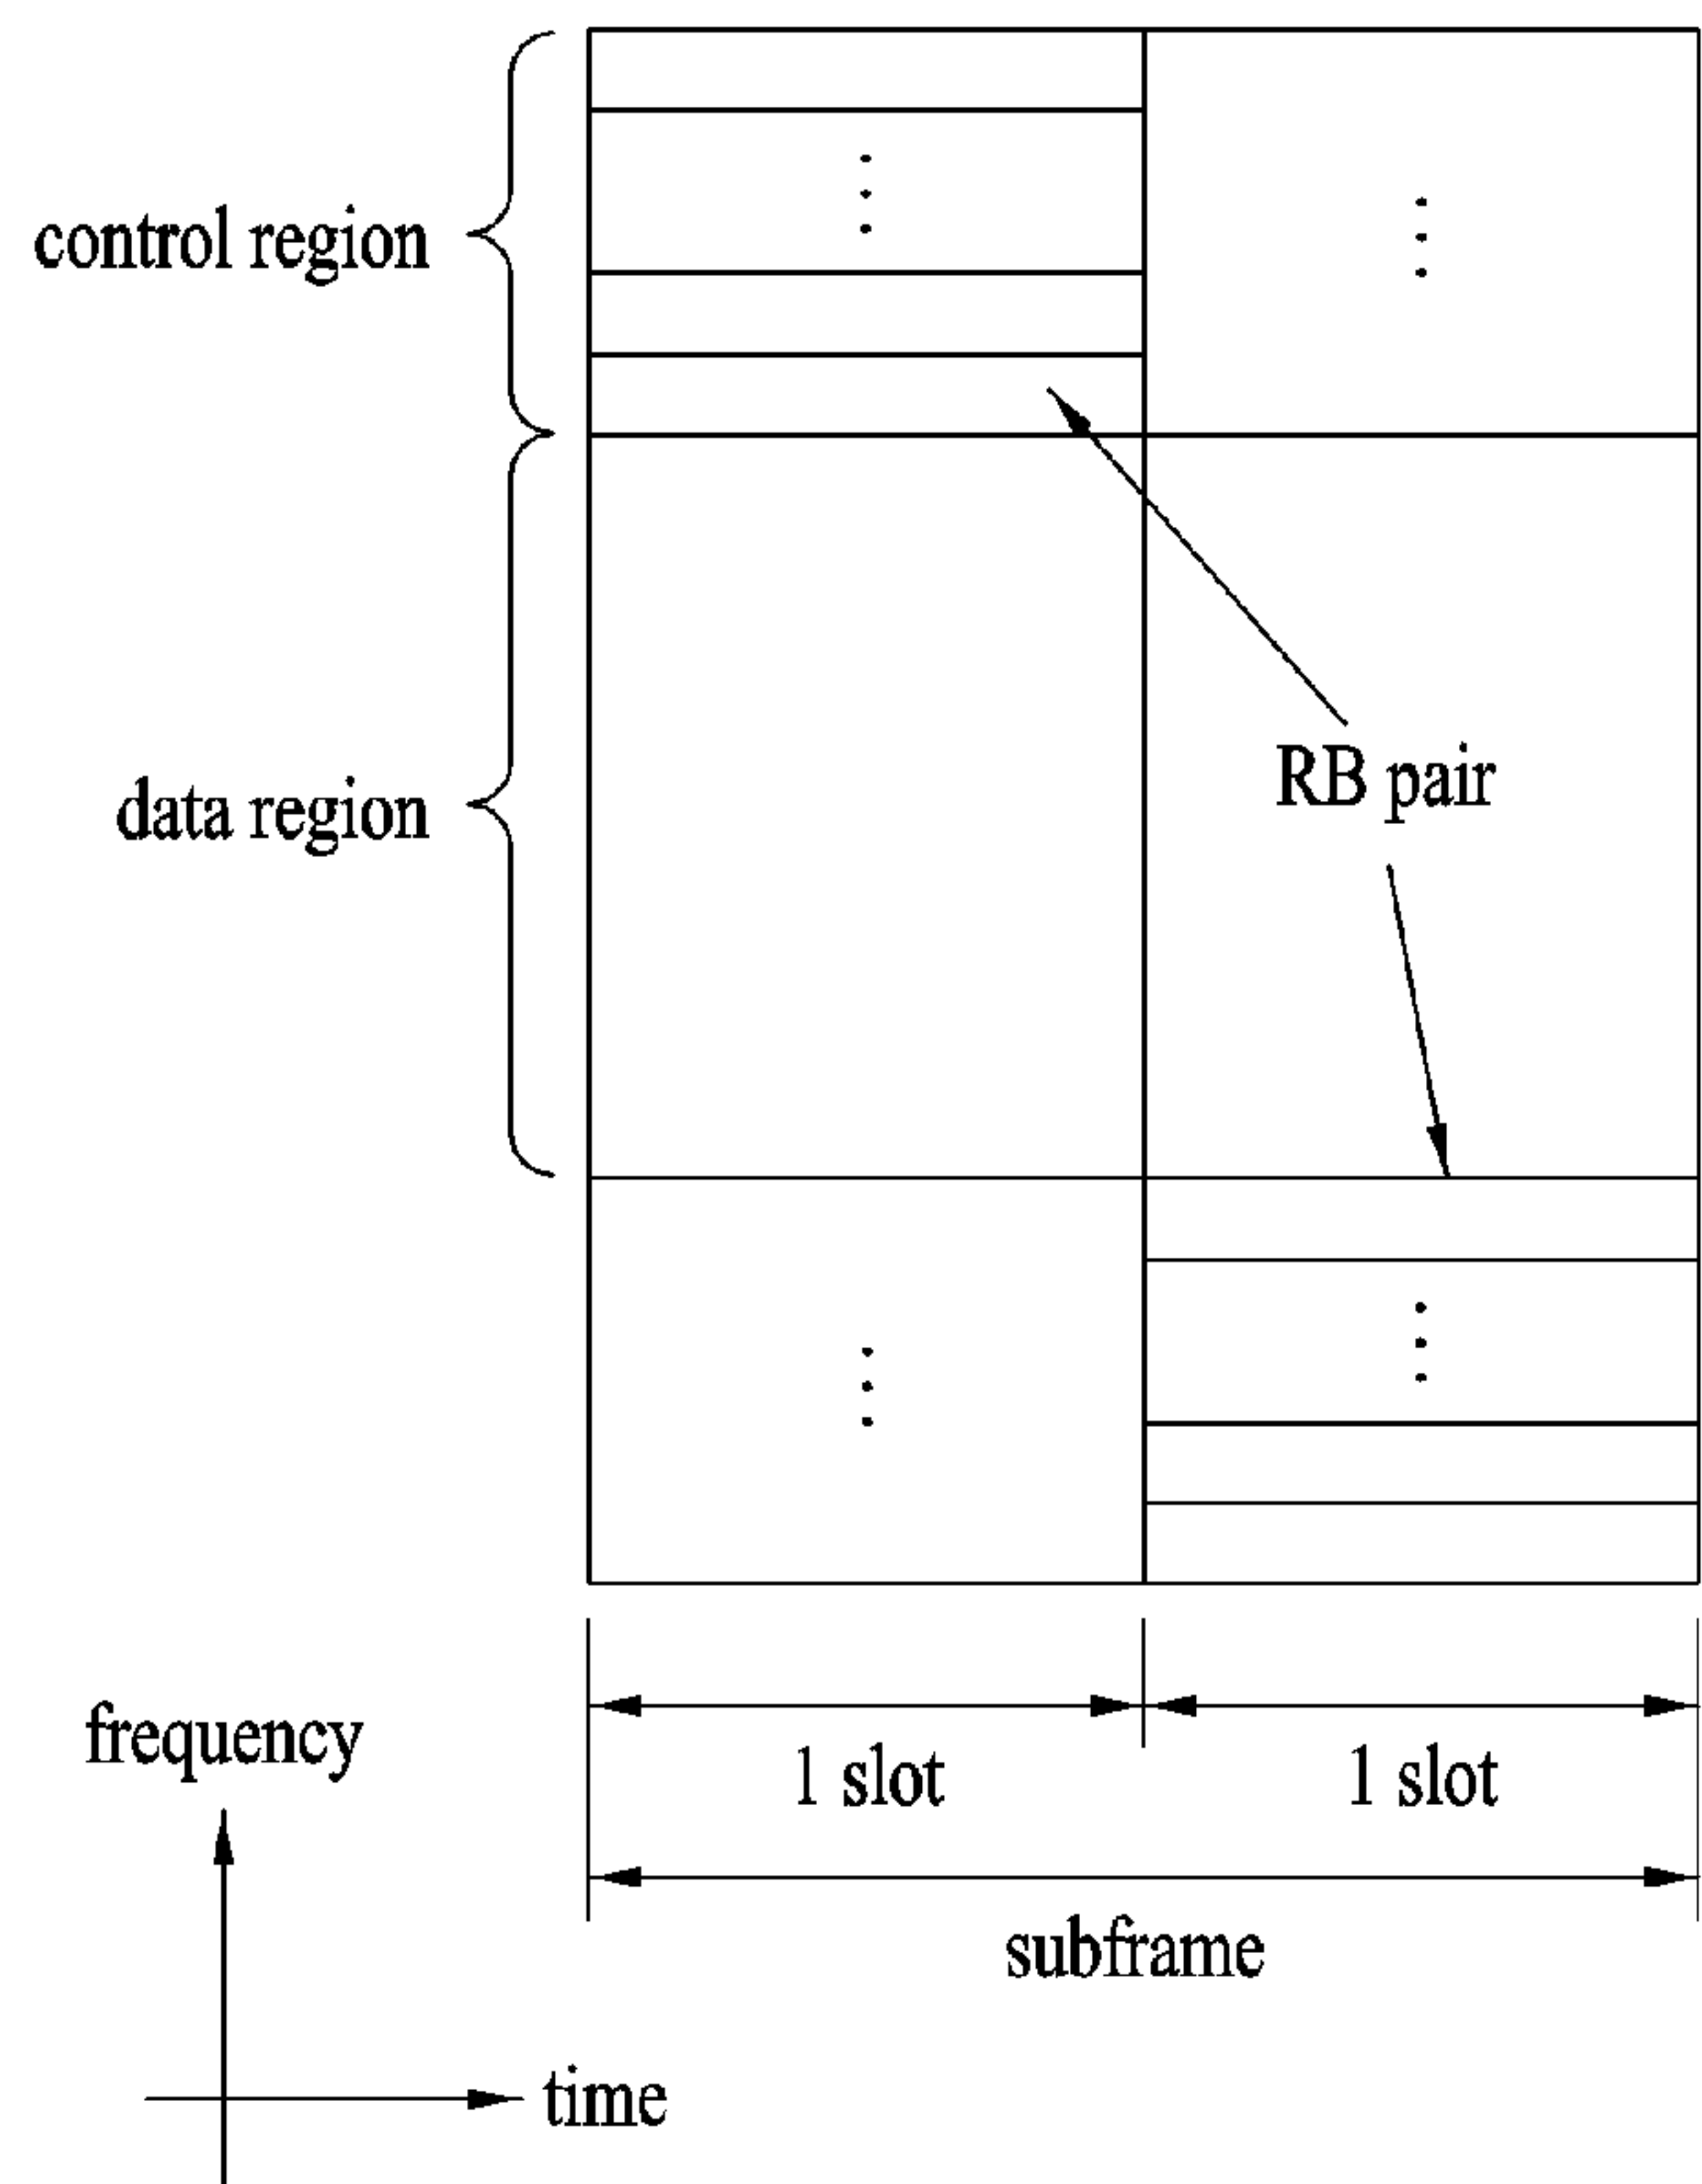 control region
data region
RB pair
1 slot
1 slot
subframe
frequency
time